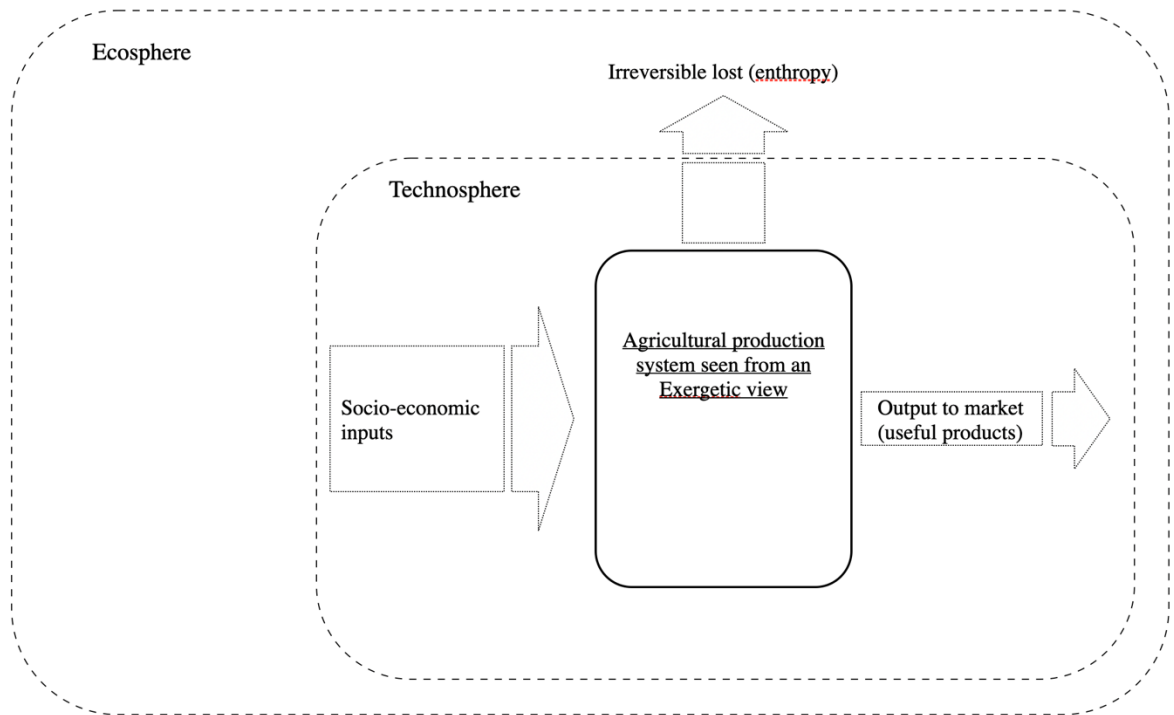 Ecosphere
Irreversible lost (enthropy)
Technosphere
Agricultural production
system seen from an
Exergetic view
Socio-economic
inputs
Output to market
(useful products)